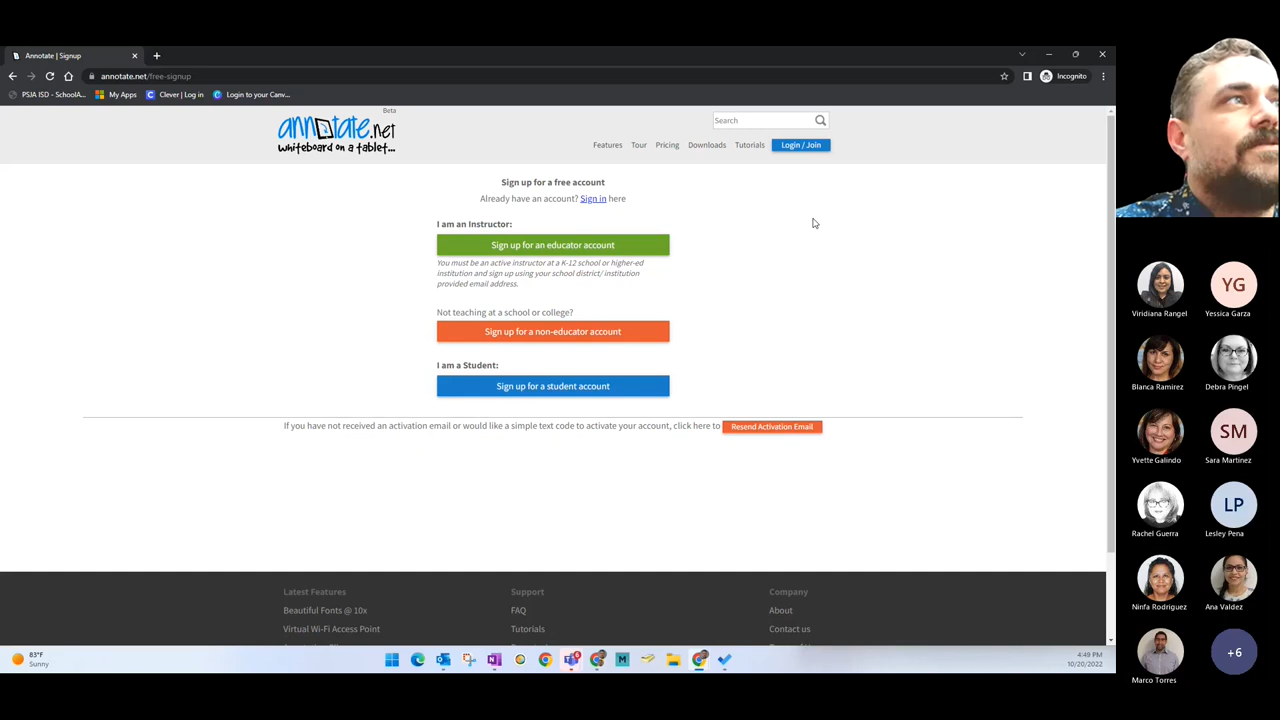 Annotate | Signup
annotate.net/free-signup
Incognito
PSJA ISD - SchoolA...
My Apps
Clever | Log in
Login to your Canv...
Beta
annotate.net
whiteboard on a tablet...
Search
Features
Tour
Pricing
Downloads
Tutorials
Login / Join
Sign up for a free account
Already have an account? Sign in here
I am an Instructor:
Sign up for an educator account
You must be an active instructor at a K-12 school or higher-ed
institution and sign up using your school district/ institution
provided email address.
Not teaching at a school or college?
Sign up for a non-educator account
I am a Student:
Sign up for a student account
If you have not received an activation email or would like a simple text code to activate your account, click here to
Resend Activation Email
Latest Features
Support
Company
Beautiful Fonts @ 10x
FAQ
About
Virtual Wi-Fi Access Point
Tutorials
Contact us
83°F
Sunny
6
M
4:49 PM
10/20/2022
Viridiana Rangel
YG
Yessica Garza
Blanca Ramirez
Debra Pingel
Yvette Galindo
SM
Sara Martinez
Rachel Guerra
LP
Lesley Pena
Ninfa Rodriguez
Ana Valdez
Marco Torres
+6